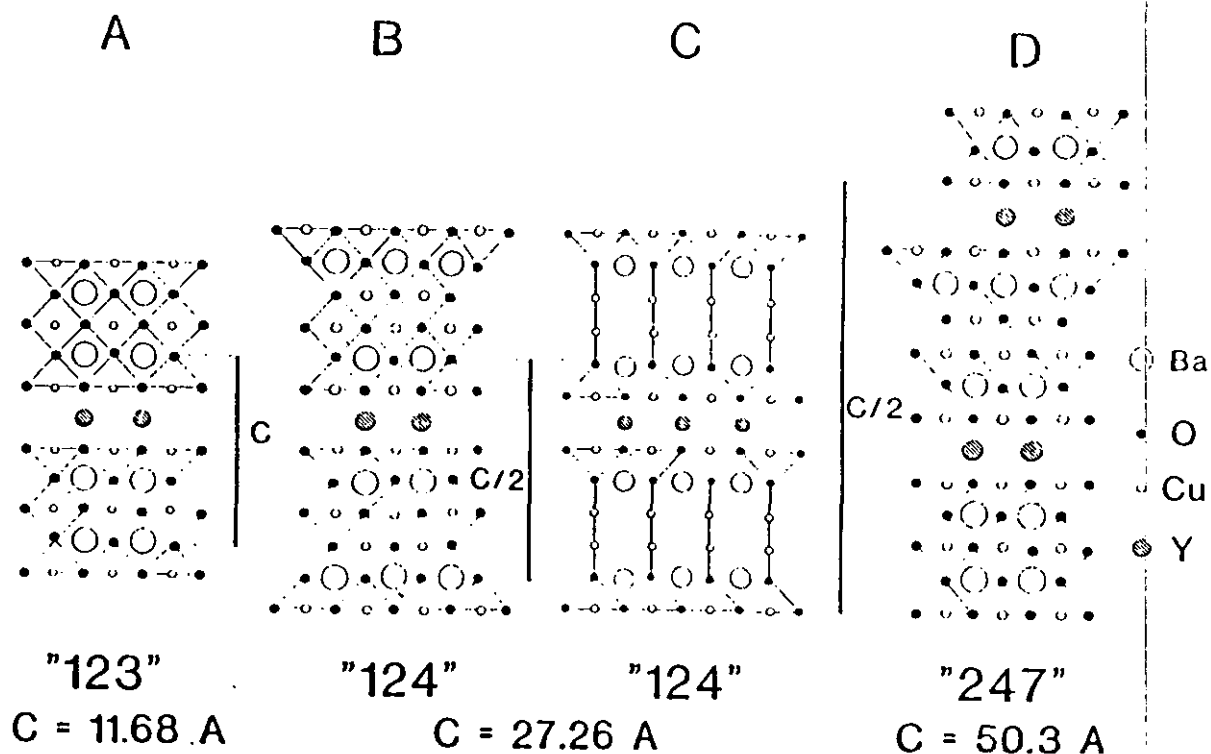 A B C D
C
C/2
C/2
Ba
O
Cu
Y
"123" "124" "124" "247"
C = 11.68 A C = 27.26 A C = 50.3 A